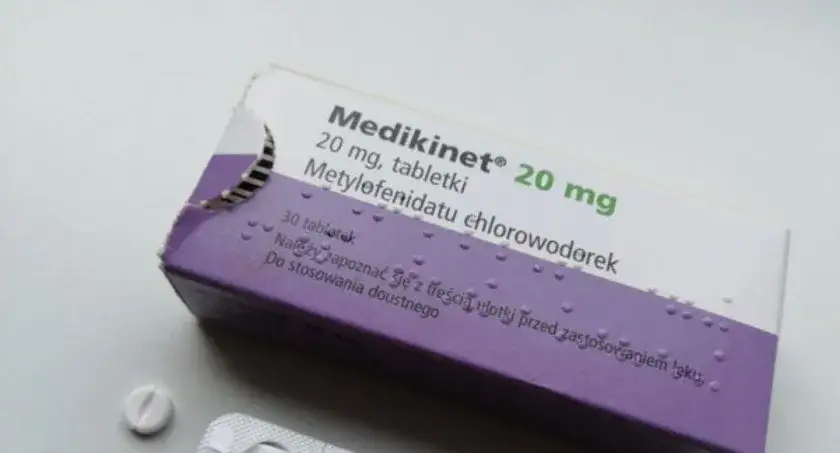 Medikinet® 20 mg
20 mg, tabletki
Metylofenidatu chlorowodorek
30 tabletek
Należy zapoznać się z treścią ulotki przed zastosowaniem leku.
Do stosowania doustnego